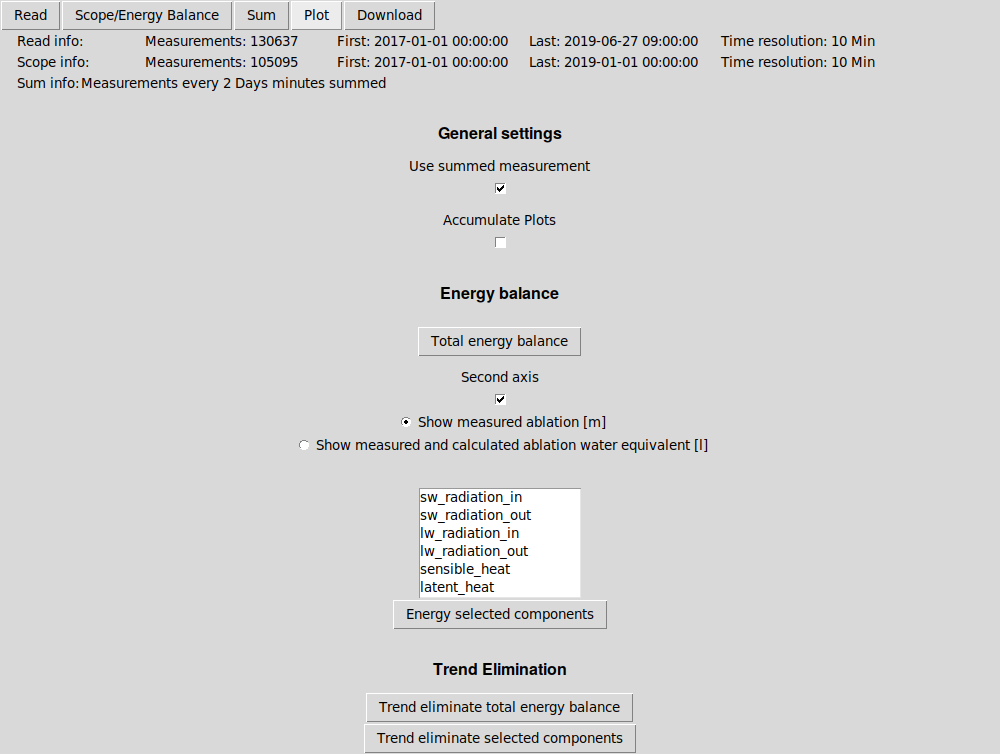 Read Scope/Energy Balance Sum Plot Download
Read info: Measurements: 130637 First: 2017-01-01 00:00:00 Last: 2019-06-27 09:00:00 Time resolution: 10 Min
Scope info: Measurements: 105095 First: 2017-01-01 00:00:00 Last: 2019-01-01 00:00:00 Time resolution: 10 Min
Sum info: Measurements every 2 Days minutes summed
General settings
Use summed measurement
Accumulate Plots
Energy balance
Total energy balance
Second axis
Show measured ablation [m]
Show measured and calculated ablation water equivalent [l]
sw_radiation_in
sw_radiation_out
lw_radiation_in
lw_radiation_out
sensible_heat
latent_heat
Energy selected components
Trend Elimination
Trend eliminate total energy balance
Trend eliminate selected components